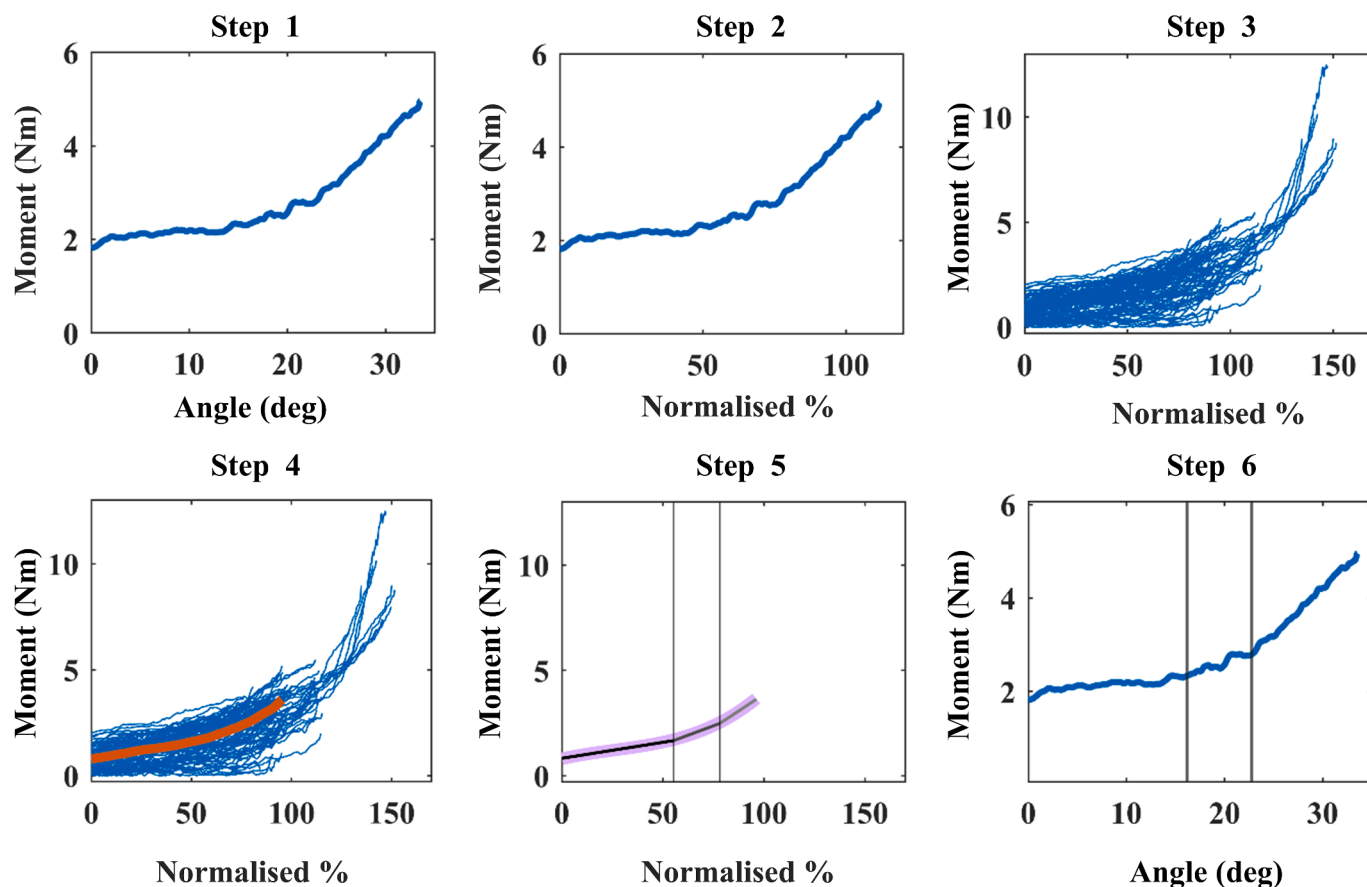 Step 1
Step 2
Step 3
6
4
2
0
Moment (Nm)
0 10 20 30
Angle (deg)
6
4
2
0
Moment (Nm)
0 50 100
Normalised %
10
5
0
Moment (Nm)
0 50 100 150
Normalised %
Step 4
Step 5
Step 6
10
5
0
Moment (Nm)
0 50 100 150
Normalised %
10
5
0
Moment (Nm)
0 50 100 150
Normalised %
6
4
2
0
Moment (Nm)
0 10 20 30
Angle (deg)